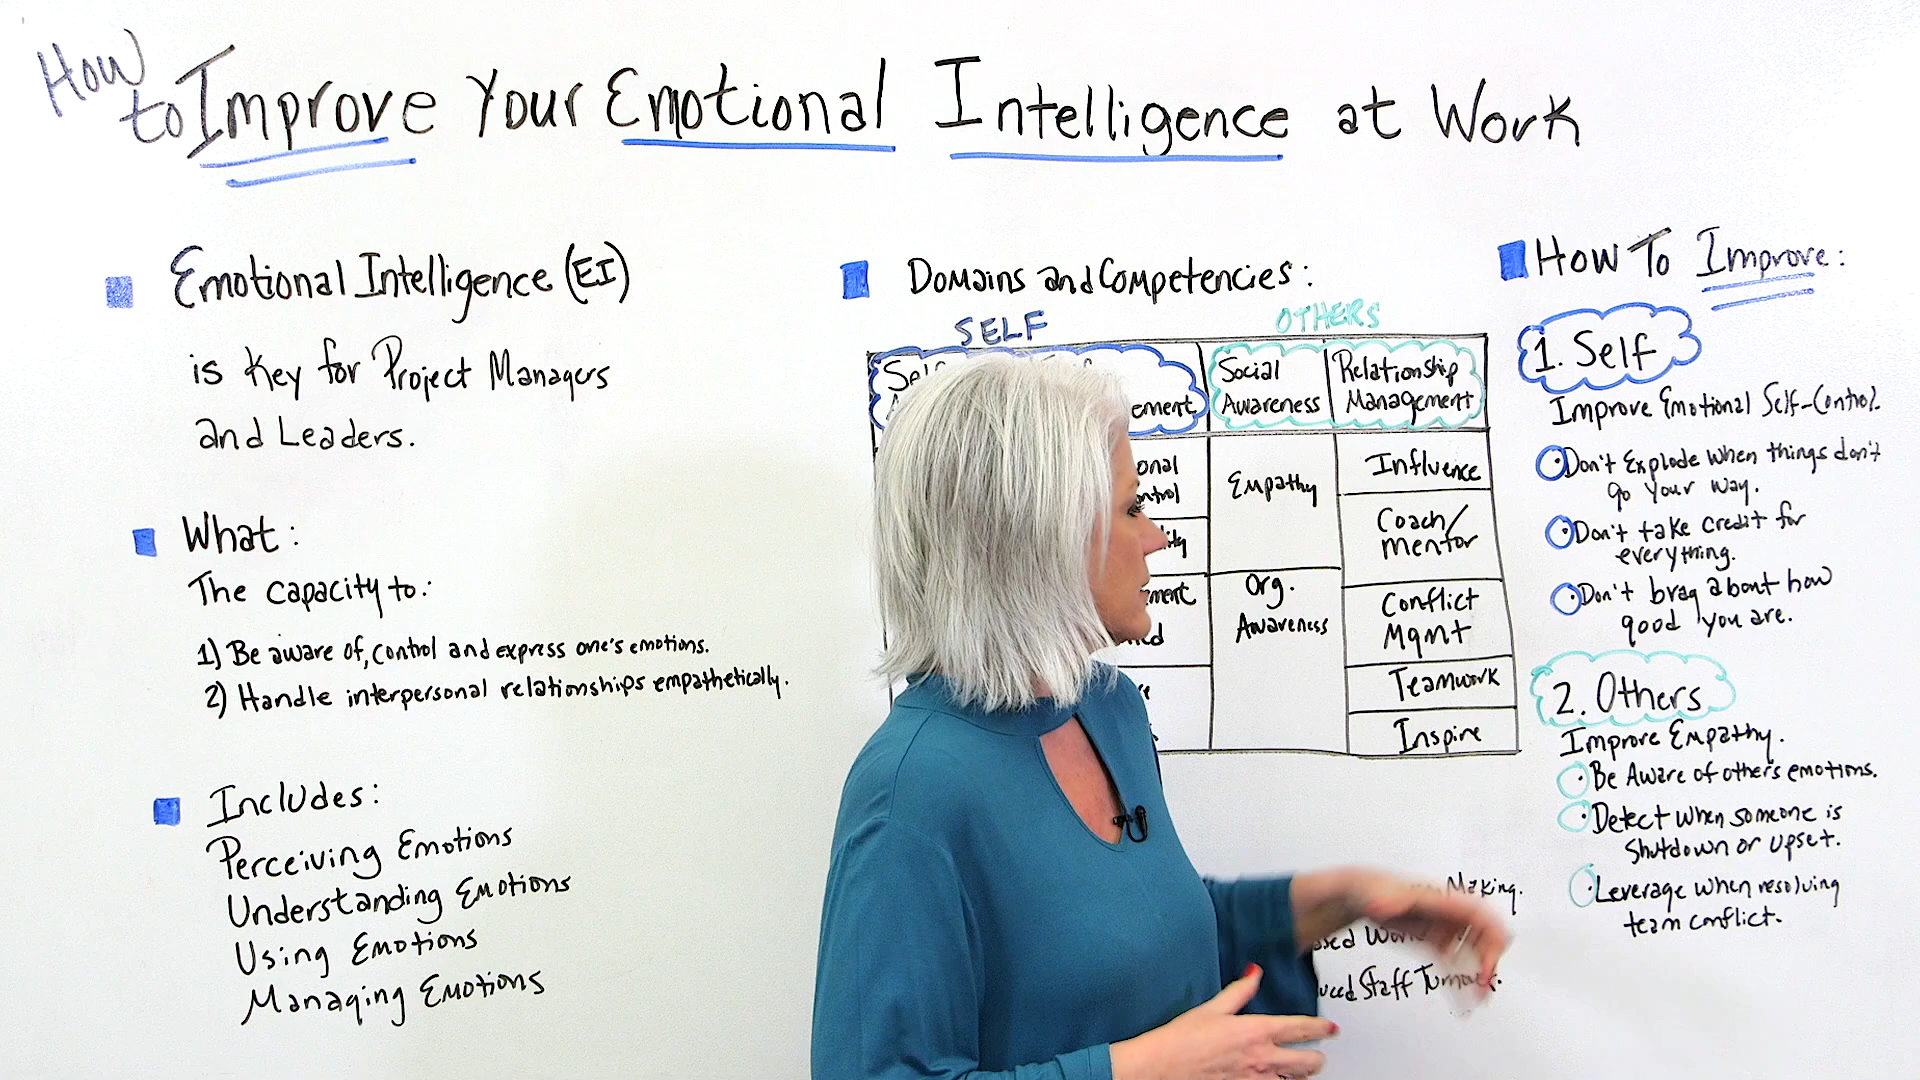 How to Improve Your Emotional Intelligence at Work
Emotional Intelligence (EI)
is Key for Project Managers
and Leaders.
What:
The capacity to:
1) Be aware of, control and express one's emotions.
2) Handle interpersonal relationships empathetically.
Includes:
Perceiving Emotions
Understanding Emotions
Using Emotions
Managing Emotions
Domains and Competencies:
SELF
OTHERS
Social
Awareness
Relationship
Management
Empathy
Org.
Awareness
Influence
Coach/
Mentor
Conflict
Mgmt
Teamwork
Inspire
Making.
Staff
How To Improve:
1. Self
Improve Emotional Self-Control.
Don't Explode when things don't
go your way.
Don't take credit for
everything.
Don't brag about how
good you are.
2. Others
Improve Empathy.
Be Aware of others emotions.
Detect when someone is
Shutdown or upset.
Leverage when resolving
team conflict.